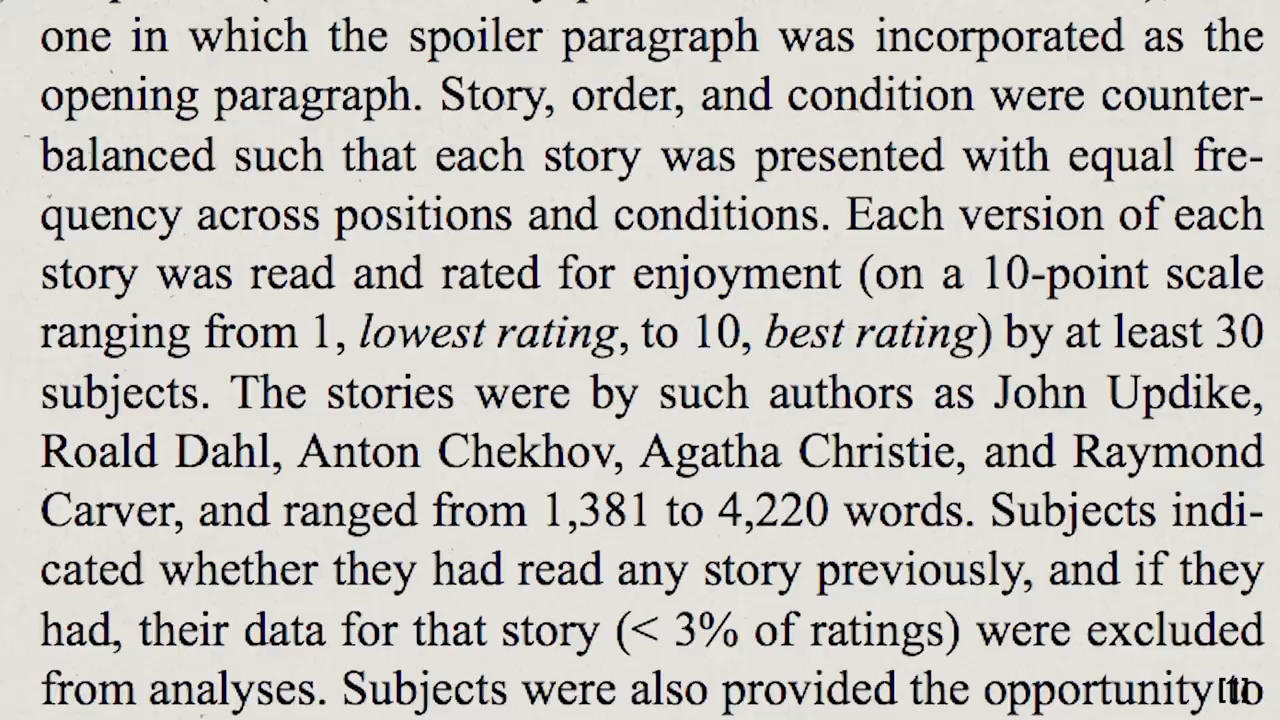 one in which the spoiler paragraph was incorporated as the
opening paragraph. Story, order, and condition were counter-
balanced such that each story was presented with equal fre-
quency across positions and conditions. Each version of each
story was read and rated for enjoyment (on a 10-point scale
ranging from 1, lowest rating, to 10, best rating) by at least 30
subjects. The stories were by such authors as John Updike,
Roald Dahl, Anton Chekhov, Agatha Christie, and Raymond
Carver, and ranged from 1,381 to 4,220 words. Subjects indi-
cated whether they had read any story previously, and if they
had, their data for that story (< 3% of ratings) were excluded
from analyses. Subjects were also provided the opportunity to